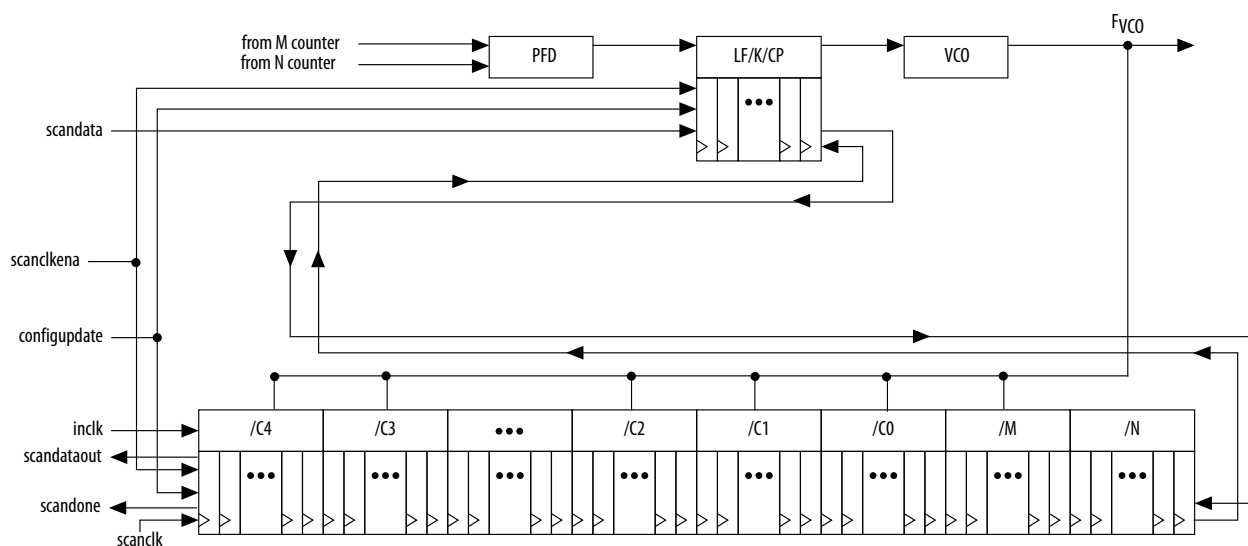 from M counter
from N counter
PFD
LF/K/CP
VCO
FVCO
scandata
scanclkena
configupdate
inclk
/C4
/C3
/C2
/C1
/C0
/M
/N
scandataout
scandone
scanclk